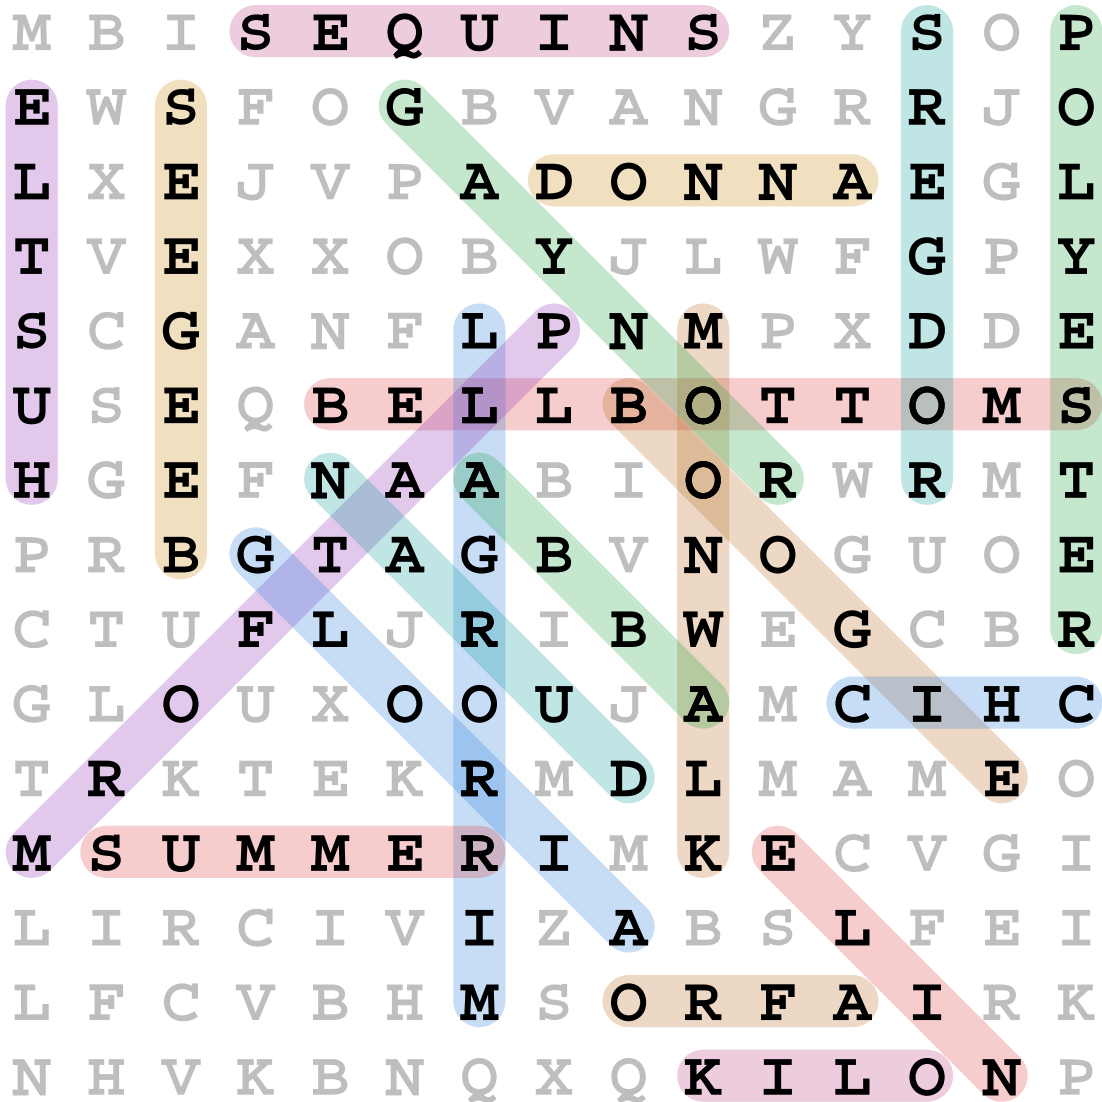 M B I S E Q U I N S Z Y S O P
E W S F O G B V A N G R R J O
L X E J V P A D O N N A E G L
T V E X X O B Y J L W F G P Y
S C G A N F L P N M P X D D E
U S E Q B E L L B O T T O M S
H G E F N A A B I O R W R M T
P R B G T A G B V N O G U O E
C T U F L J R I B W E G C B R
G L O U X O O U J A M C I H C
T R K T E K R M D L M A M E O
M S U M M E R I M K E C V G I
L I R C I V I Z A B S L F E I
L F C V B H M S O R F A I R K
N H V K B N Q X Q K I L O N P